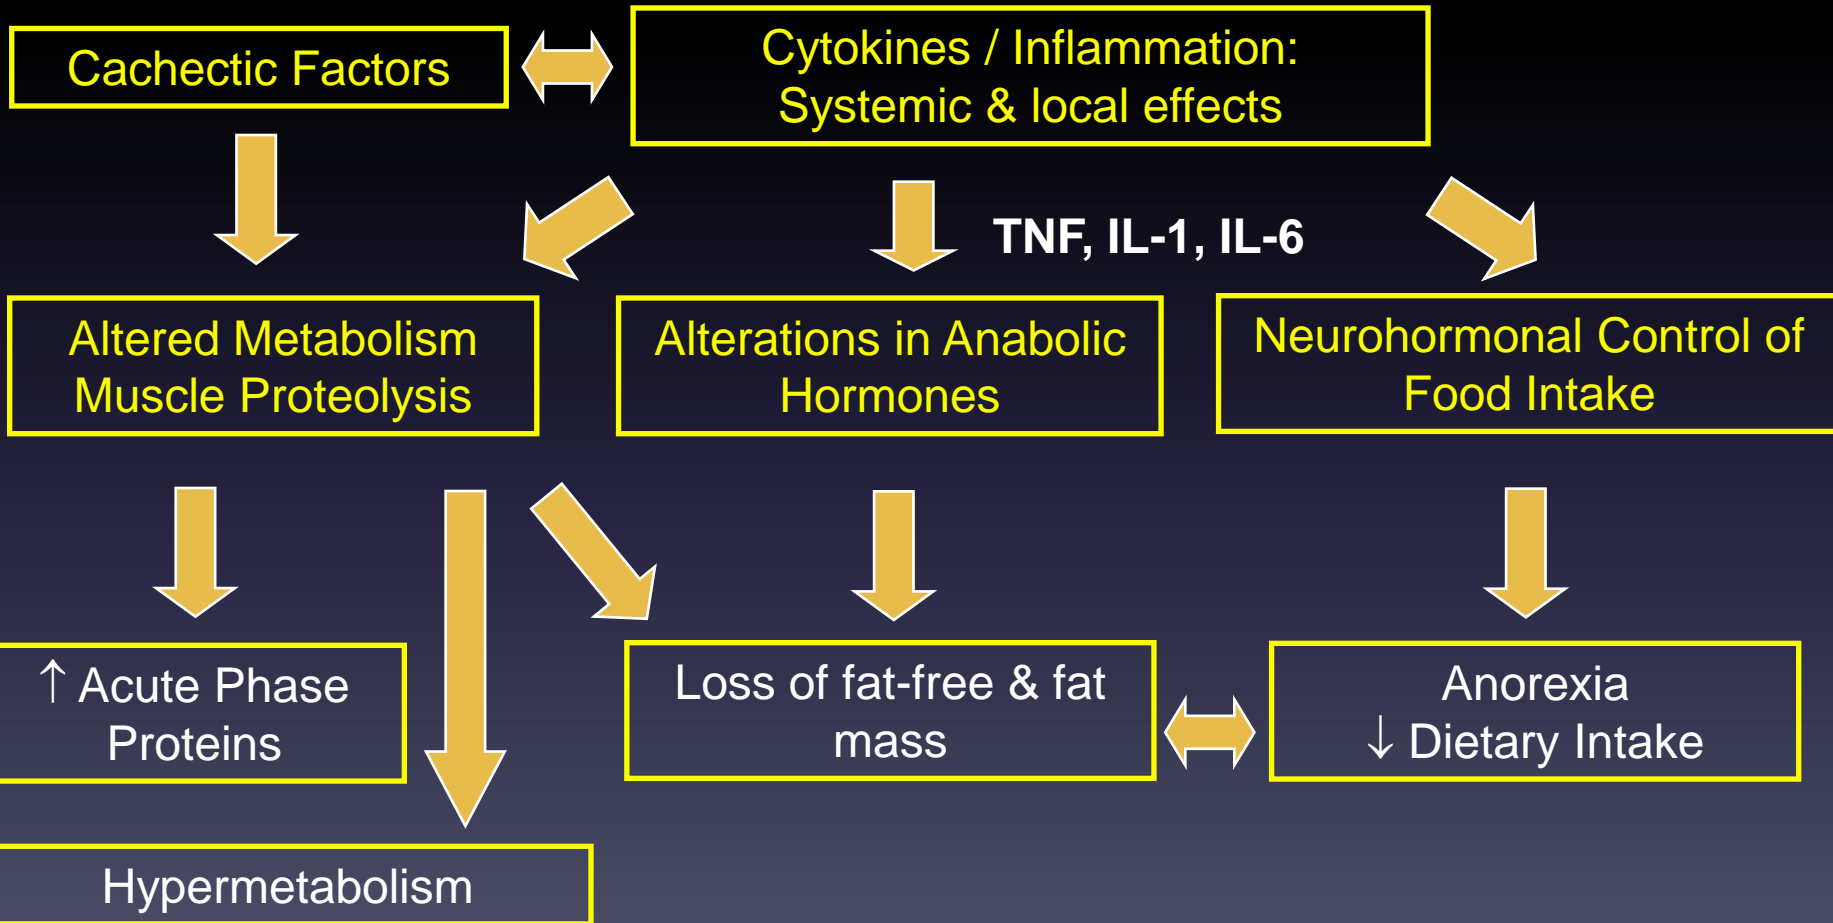 Cachectic Factors
Cytokines / Inflammation:
Systemic & local effects
TNF, IL-1, IL-6
Altered Metabolism
Muscle Proteolysis
Alterations in Anabolic
Hormones
Neurohormonal Control of
Food Intake
↑ Acute Phase
Proteins
Loss of fat-free & fat
mass
Anorexia
↓ Dietary Intake
Hypermetabolism